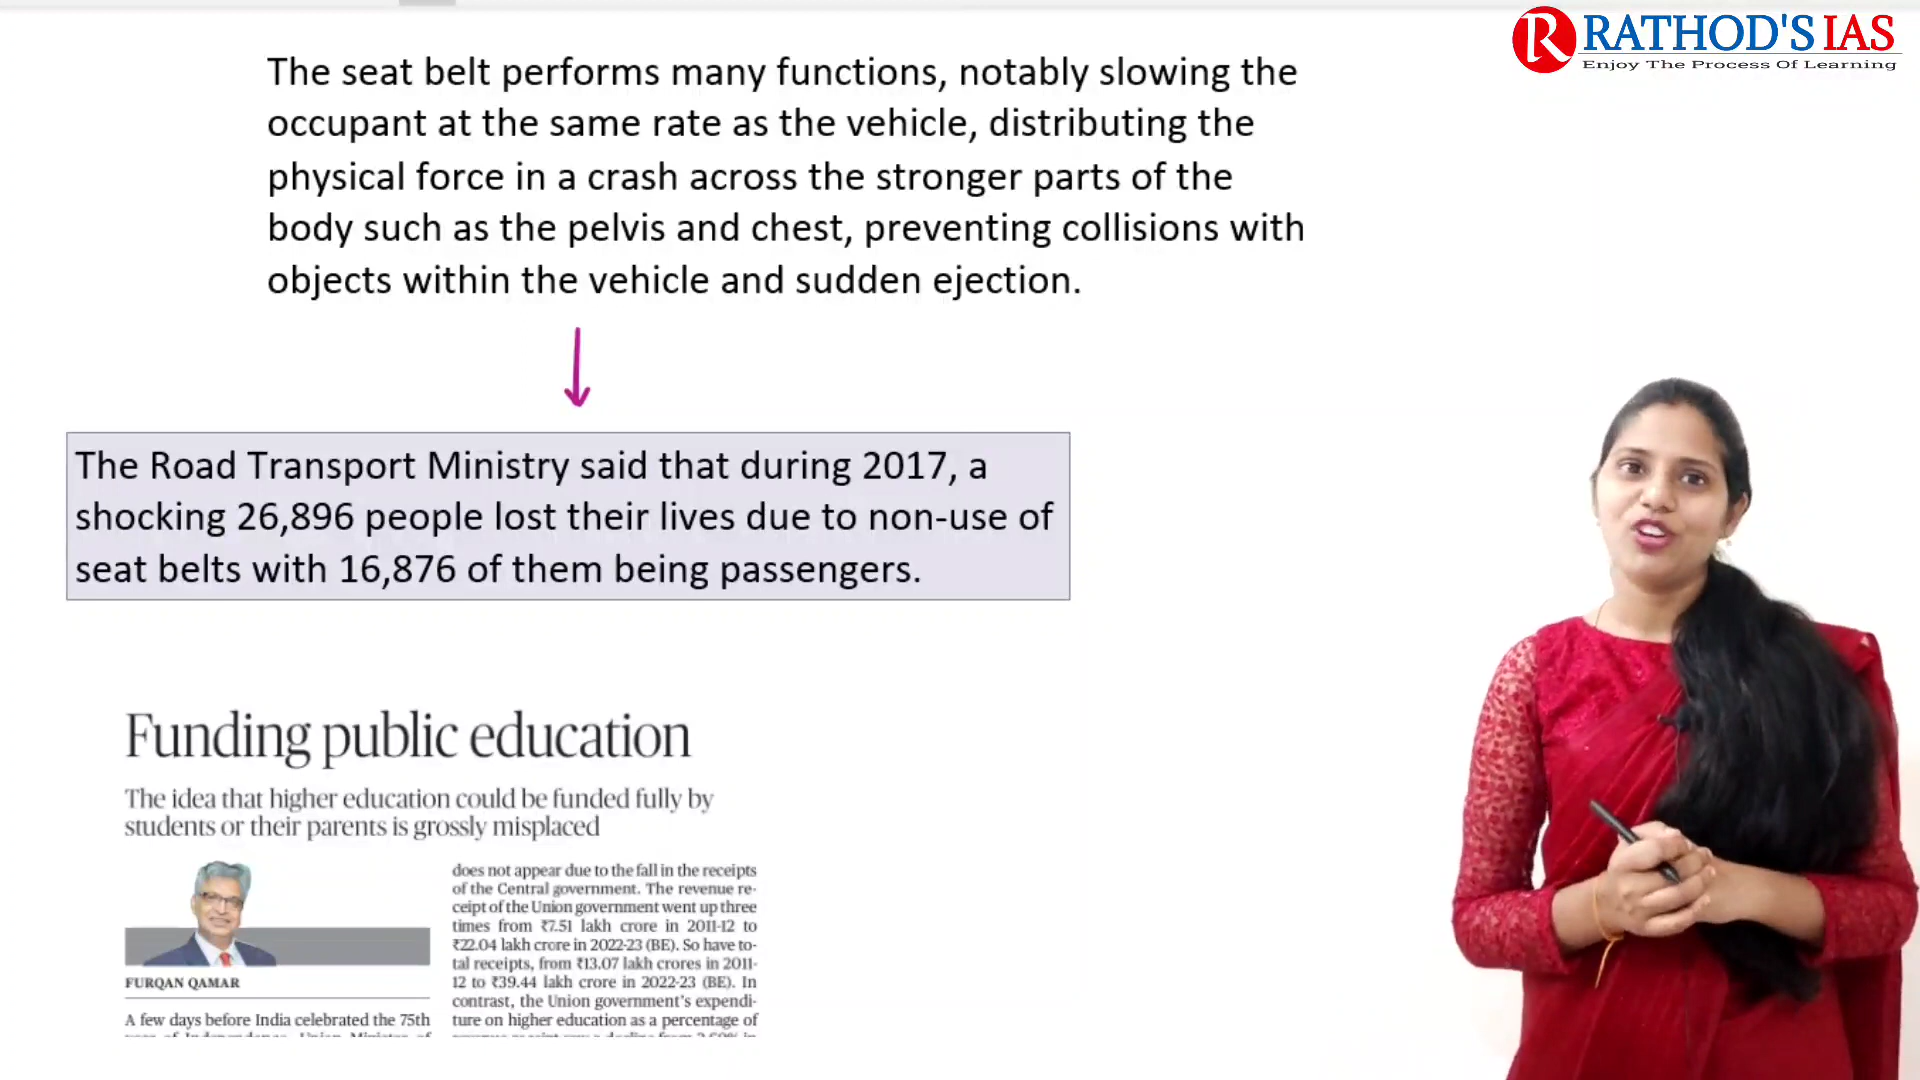 RATHOD'S IAS
Enjoy The Process Of Learning
The seat belt performs many functions, notably slowing the
occupant at the same rate as the vehicle, distributing the
physical force in a crash across the stronger parts of the
body such as the pelvis and chest, preventing collisions with
objects within the vehicle and sudden ejection.
The Road Transport Ministry said that during 2017, a
shocking 26,896 people lost their lives due to non-use of
seat belts with 16,876 of them being passengers.
Funding public education
The idea that higher education could be funded fully by
students or their parents is grossly misplaced
FURQAN QAMAR
A few days before India celebrated the 75th
does not appear due to the fall in the receipts
of the Central government. The revenue re-
ceipt of the Union government went up three
times from ₹7.51 lakh crore in 2011-12 to
₹22.04 lakh crore in 2022-23 (BE). So have to-
tal receipts, from ₹13.07 lakh crores in 2011-
12 to ₹39.44 lakh crore in 2022-23 (BE). In
contrast, the Union government's expendi-
ture on higher education as a percentage of